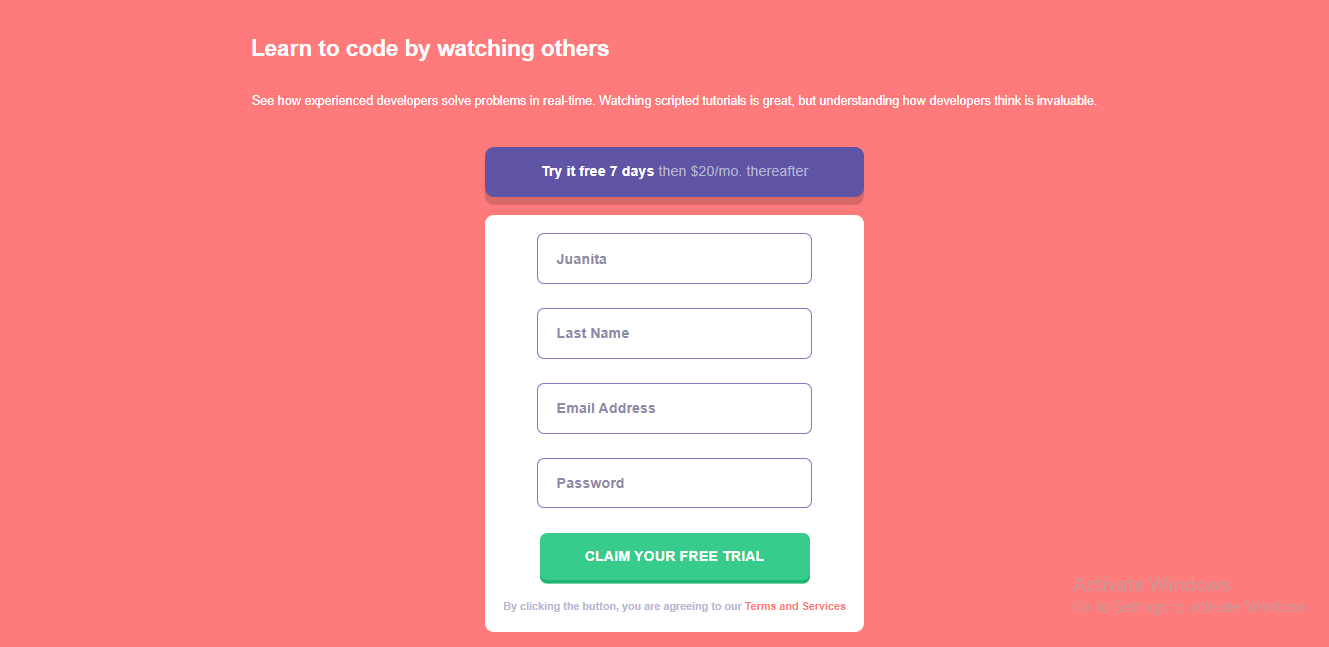 Learn to code by watching others
See how experienced developers solve problems in real-time. Watching scripted tutorials is great, but understanding how developers think is invaluable.
Try it free 7 days then $20/mo. thereafter
Juanita
Last Name
Email Address
Password
CLAIM YOUR FREE TRIAL
By clicking the button, you are agreeing to our Terms and Services
Activate Windows
Go to Settings to activate Windows.